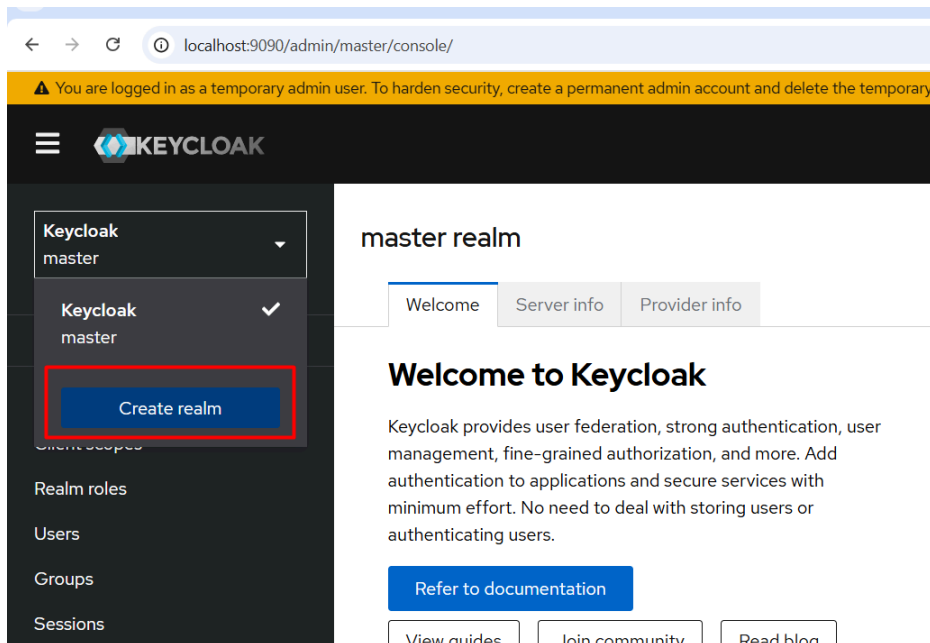 localhost:9090/admin/master/console/
You are logged in as a temporary admin user. To harden security, create a permanent admin account and delete the temporary
KEYCLOAK
Keycloak
master
Keycloak
master
Create realm
Client scopes
Realm roles
Users
Groups
Sessions
master realm
Welcome Server info Provider info
Welcome to Keycloak
Keycloak provides user federation, strong authentication, user
management, fine-grained authorization, and more. Add
authentication to applications and secure services with
minimum effort. No need to deal with storing users or
authenticating users.
Refer to documentation
View guides Join community Read blog